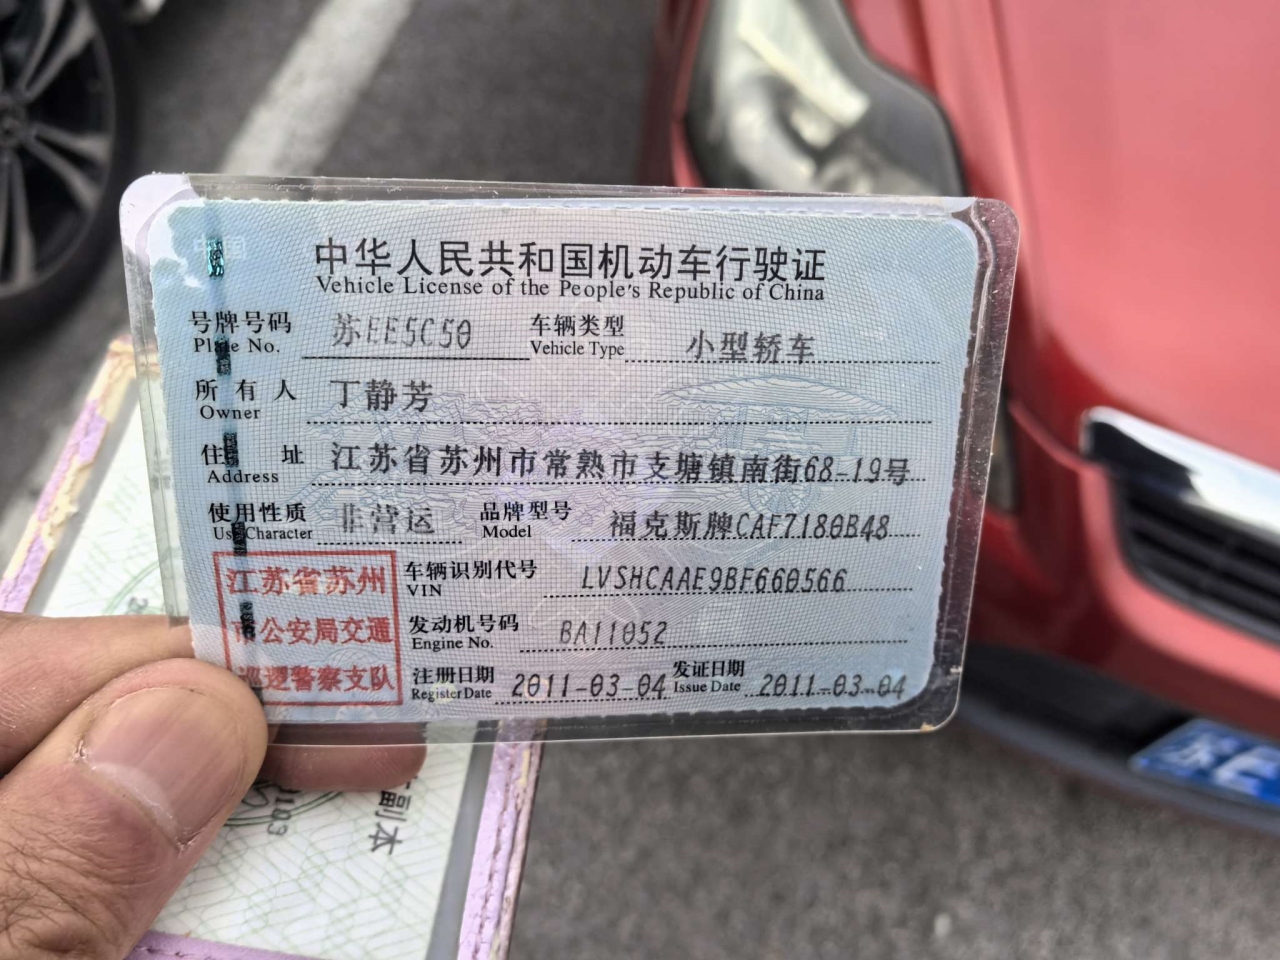 中华人民共和国机动车行驶证
Vehicle License of the People's Republic of China
号牌号码 苏EE5C50 车辆类型 小型轿车
Plate No. Vehicle Type
所有人 丁静芳
Owner
住址 江苏省苏州市常熟市支塘镇南街68-19号
Address
使用性质 非营运 品牌型号 福克斯牌CAF7180B48
Use Character Model
江苏省苏州
市公安局交通
巡逻警察支队
车辆识别代号 LVSHCAAE9BF660566
VIN
发动机号码 BA11052
Engine No.
注册日期 2011-03-04 发证日期 2011-03-04
Register Date Issue Date
副本